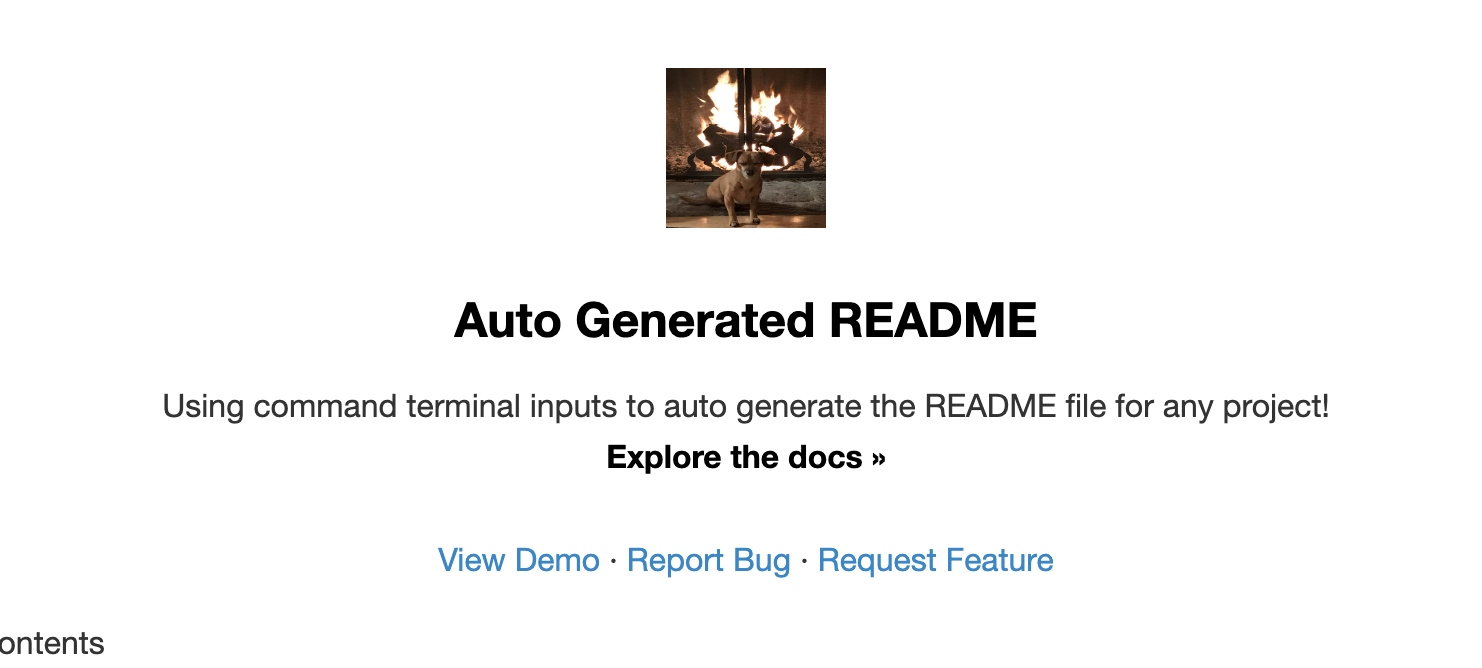 Auto Generated README
Using command terminal inputs to auto generate the README file for any project!
Explore the docs »
View Demo · Report Bug · Request Feature
ontents